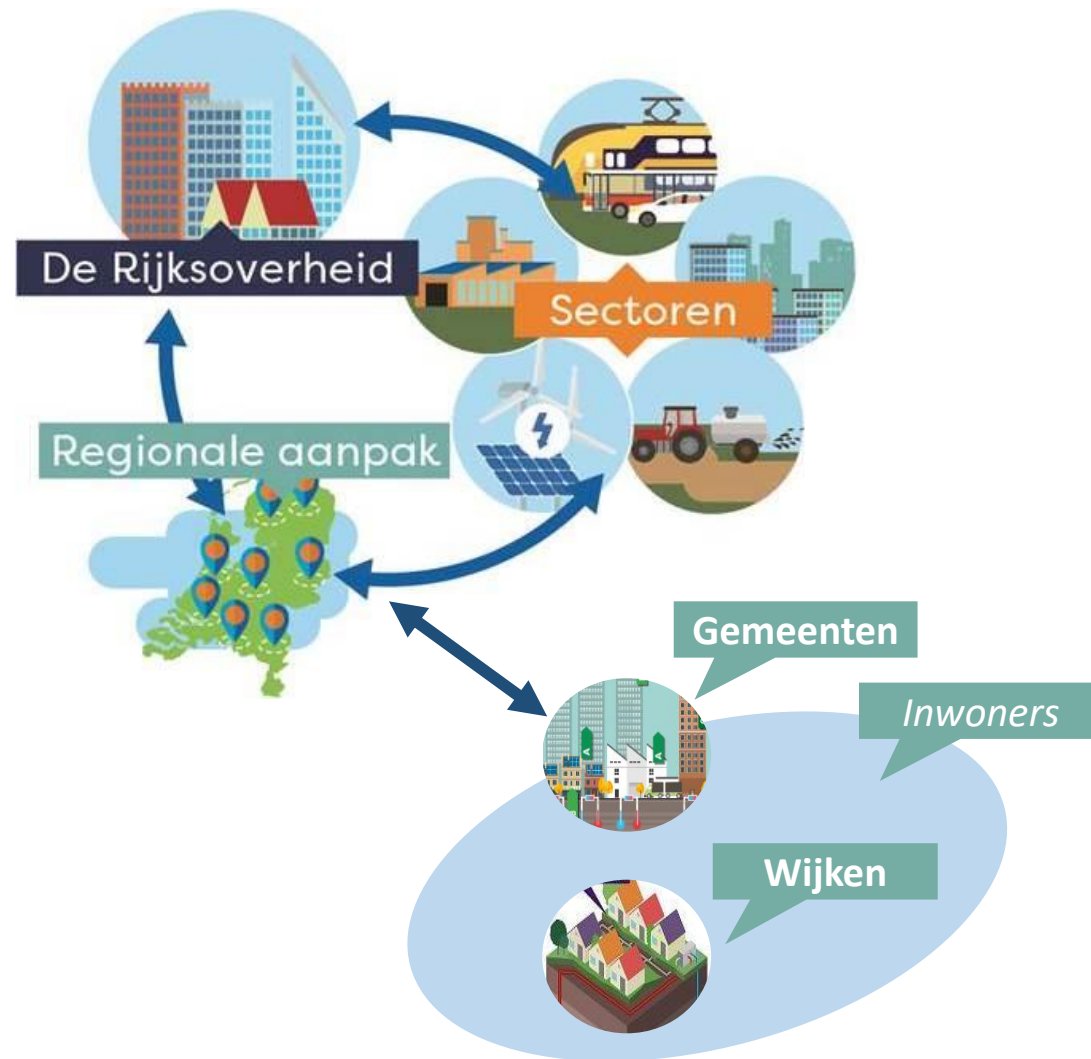 De Rijksoverheid
Sectoren
Regionale aanpak
Gemeenten
Inwoners
Wijken